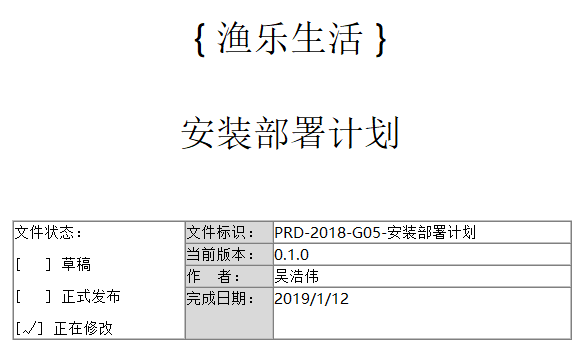 { 渔乐生活 }
安装部署计划
文件状态：
[ ] 草稿
[ ] 正式发布
[√] 正在修改
文件标识： PRD-2018-G05-安装部署计划
当前版本： 0.1.0
作 者： 吴浩伟
完成日期： 2019/1/12